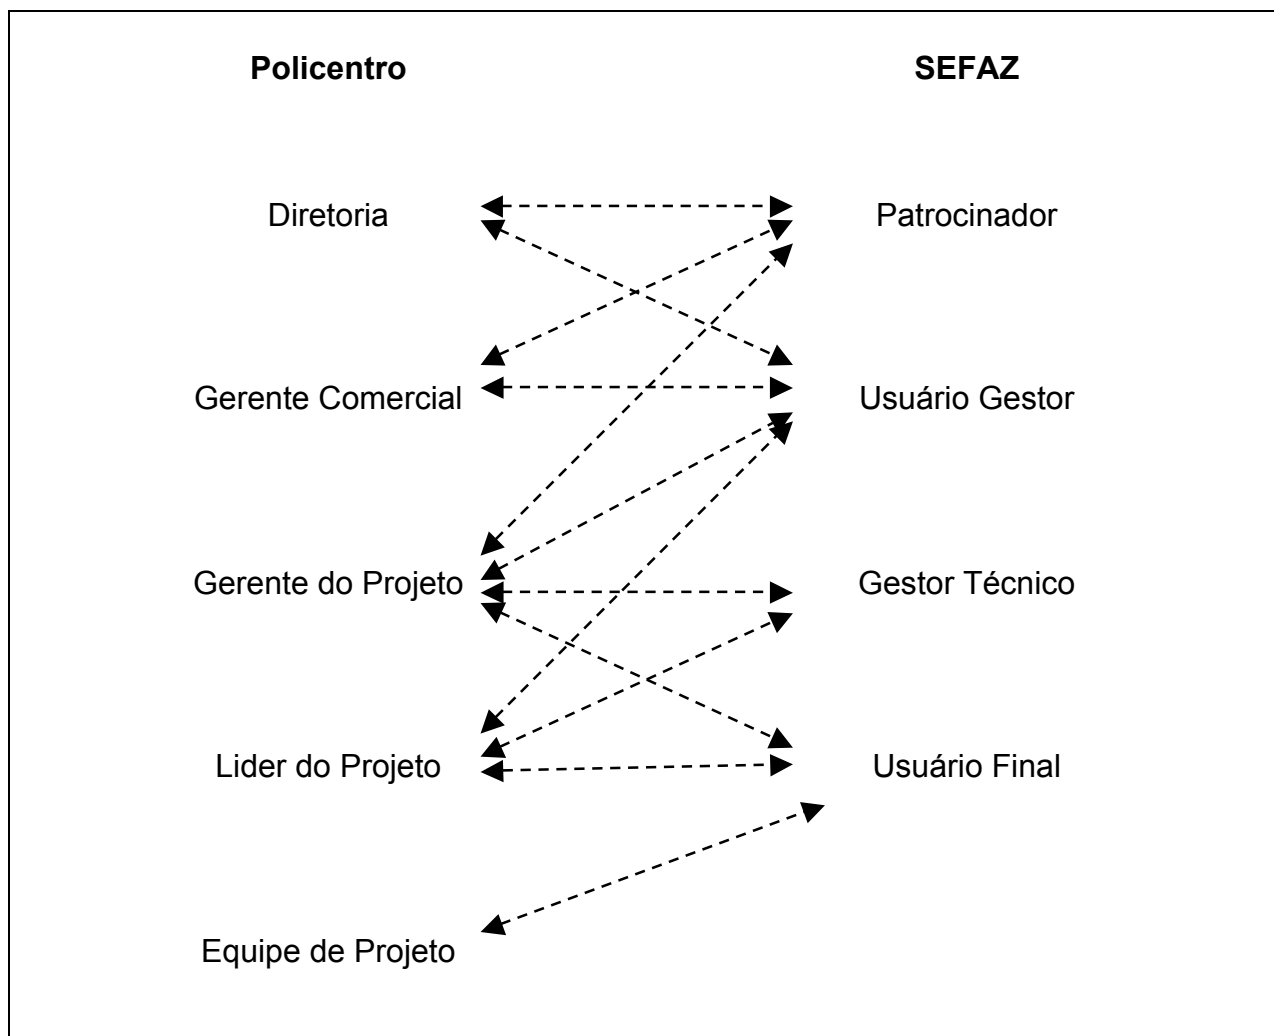 Policentro
SEFAZ
Diretoria
Patrocinador
Gerente Comercial
Usuário Gestor
Gerente do Projeto
Gestor Técnico
Lider do Projeto
Usuário Final
Equipe de Projeto